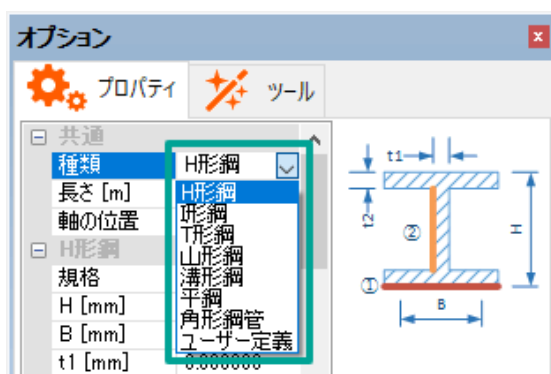 オプション
x
プロパティ ツール
共通
種類 H形鋼
長さ [m] H形鋼
軸の位置 I形鋼
T形鋼
H形鋼 山形鋼
規格 溝形鋼
H [mm] 平鋼
B [mm] 角形鋼管
ユーザー定義
t1 [mm] 0.000000
t1
t2
②
H
①
B